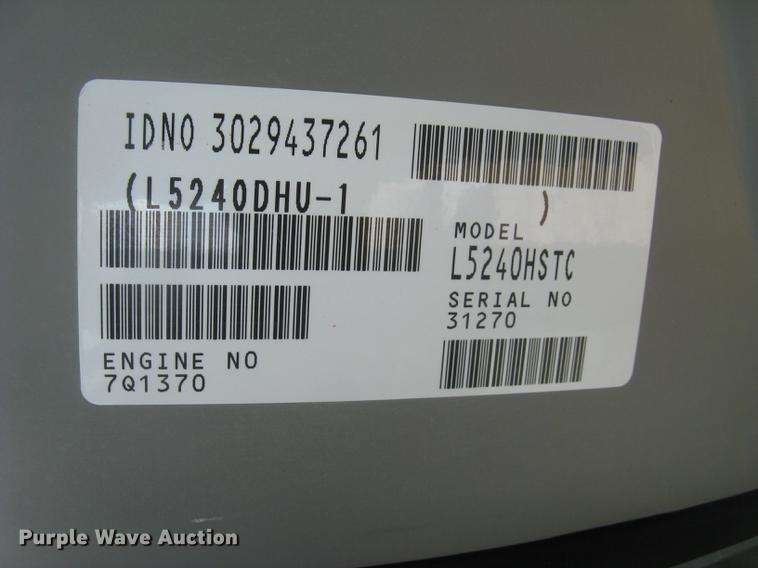 IDNO 3029437261
(L5240DHU-1 )
MODEL
L5240HSTC
SERIAL NO
31270
ENGINE NO
7Q1370
Purple Wave Auction